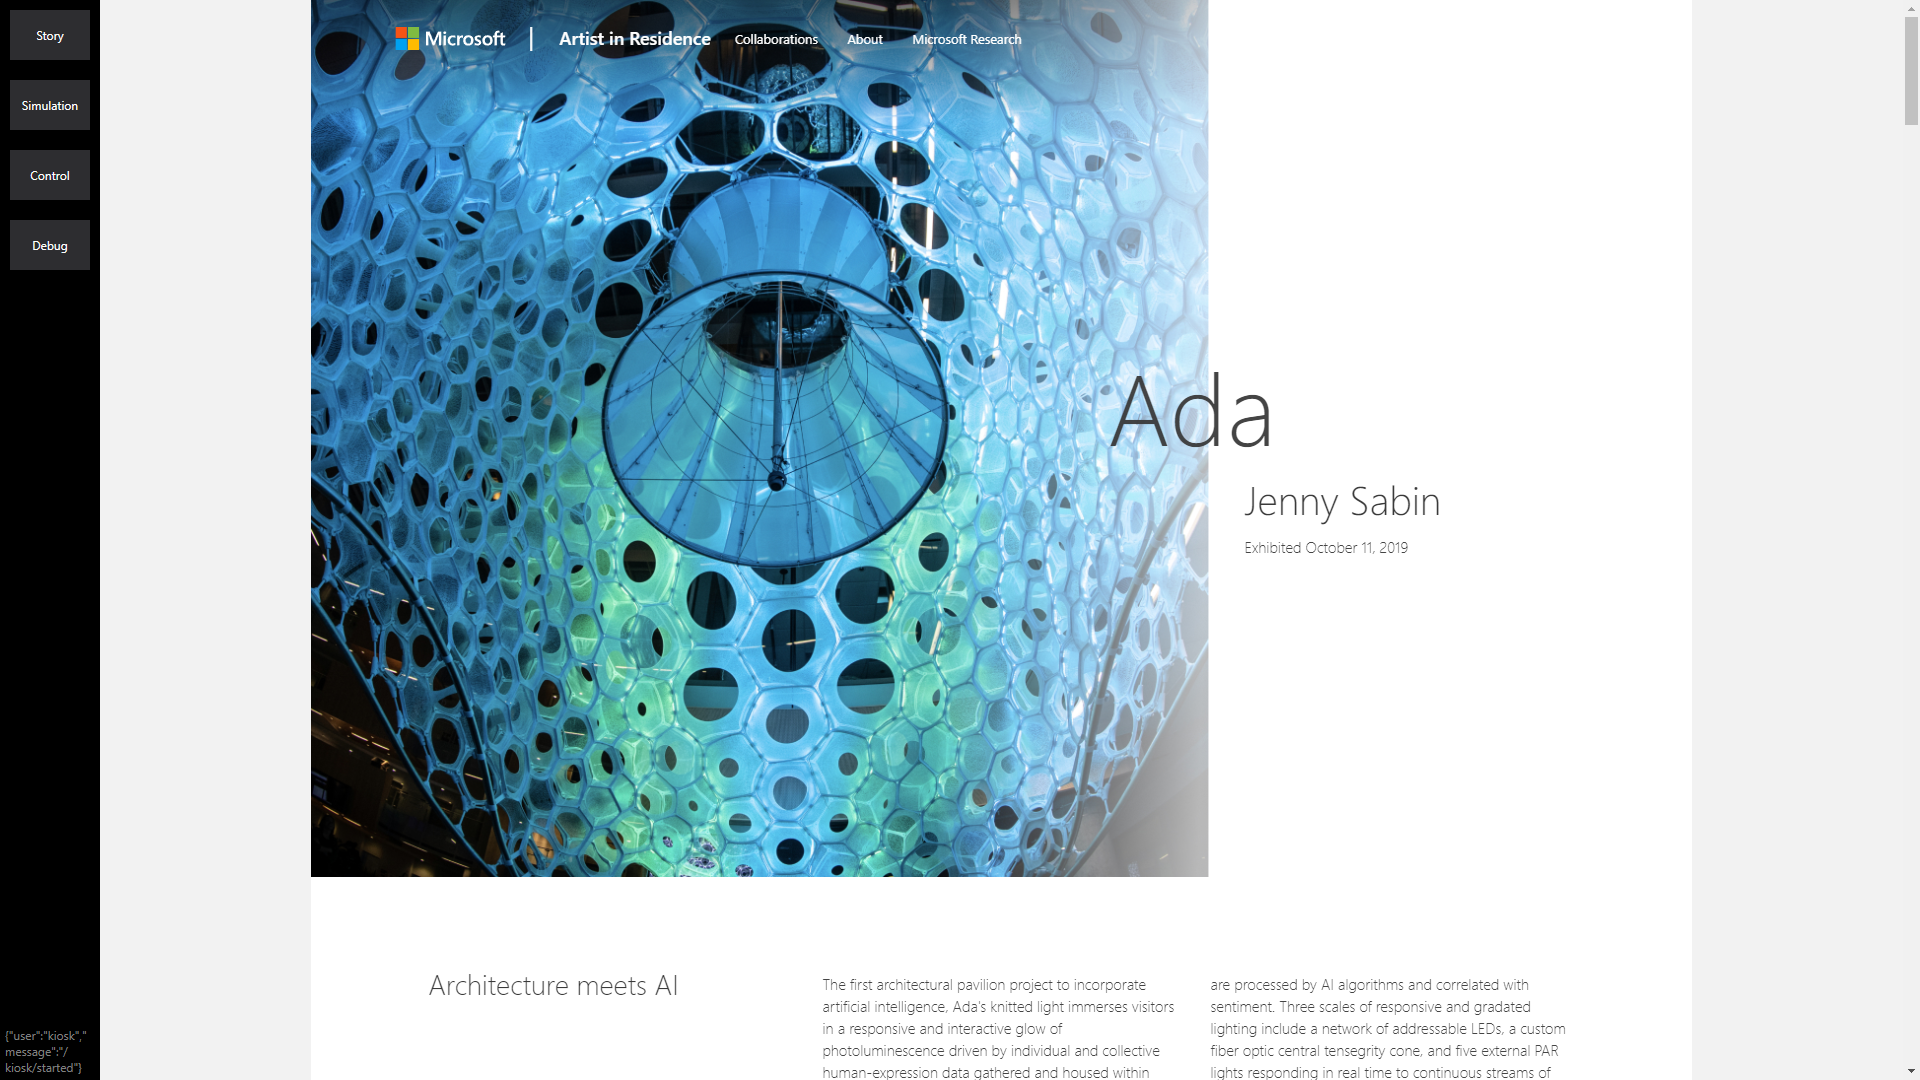 Story
Simulation
Control
Debug
{"user":"kiosk","
message":"/
kiosk/started"}
Microsoft | Artist in Residence Collaborations About Microsoft Research
Ada
Jenny Sabin
Exhibited October 11, 2019
Architecture meets AI
The first architectural pavilion project to incorporate
artificial intelligence, Ada's knitted light immerses visitors
in a responsive and interactive glow of
photoluminescence driven by individual and collective
human-expression data gathered and housed within
are processed by AI algorithms and correlated with
sentiment. Three scales of responsive and gradated
lighting include a network of addressable LEDs, a custom
fiber optic central tensegrity cone, and five external PAR
lights responding in real time to continuous streams of